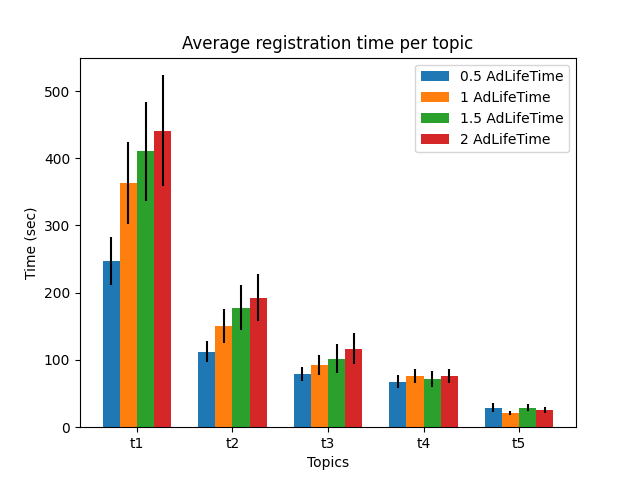 Average registration time per topic
0.5 AdLifeTime
1 AdLifeTime
1.5 AdLifeTime
2 AdLifeTime
Time (sec)
500
400
300
200
100
0
t1 t2 t3 t4 t5
Topics